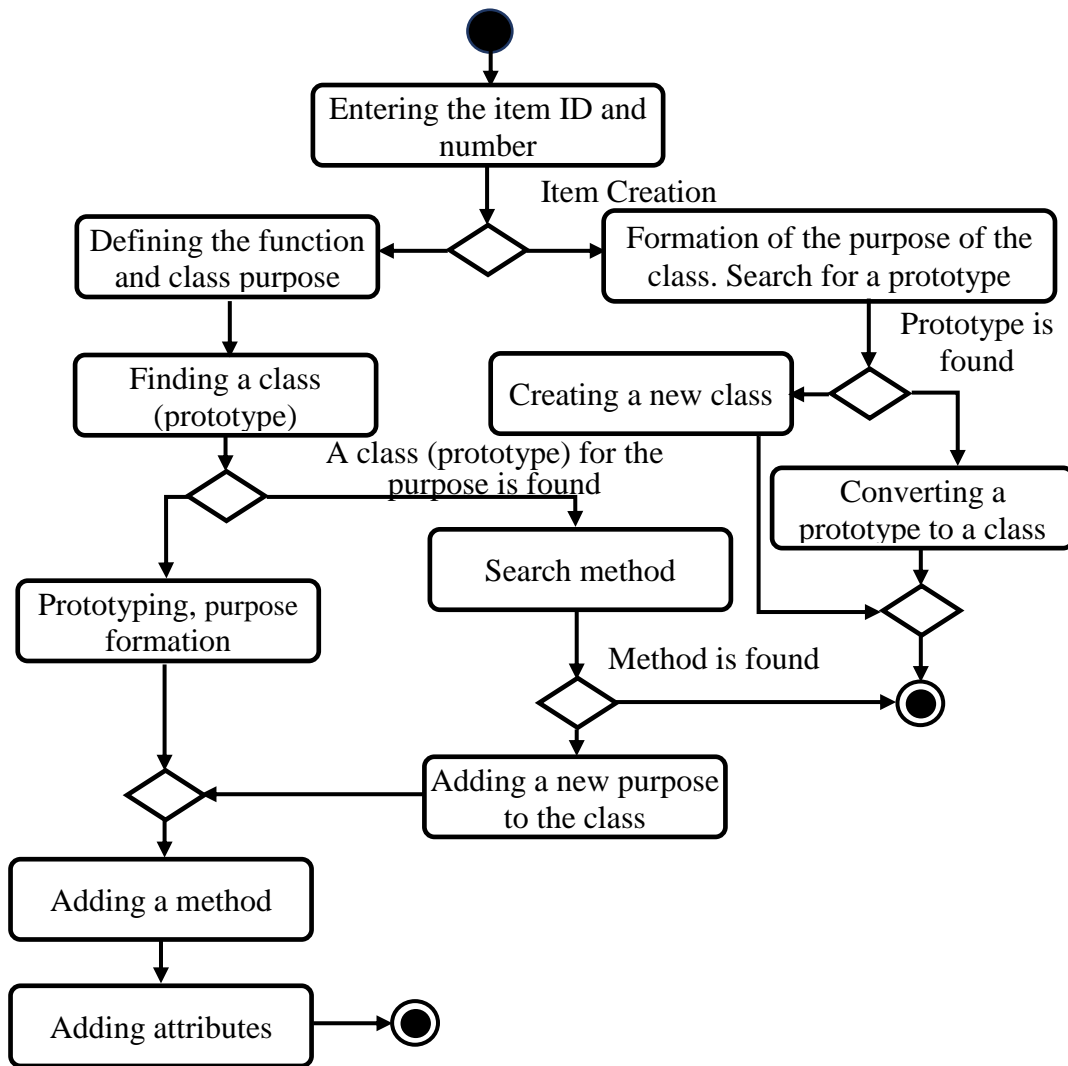 Entering the item ID and
number
Item Creation
Defining the function
and class purpose
Formation of the purpose of the
class. Search for a prototype
Prototype is
found
Finding a class
(prototype)
Creating a new class
A class (prototype) for the
purpose is found
Converting a
prototype to a class
Search method
Prototyping, purpose
formation
Method is found
Adding a new purpose
to the class
Adding a method
Adding attributes